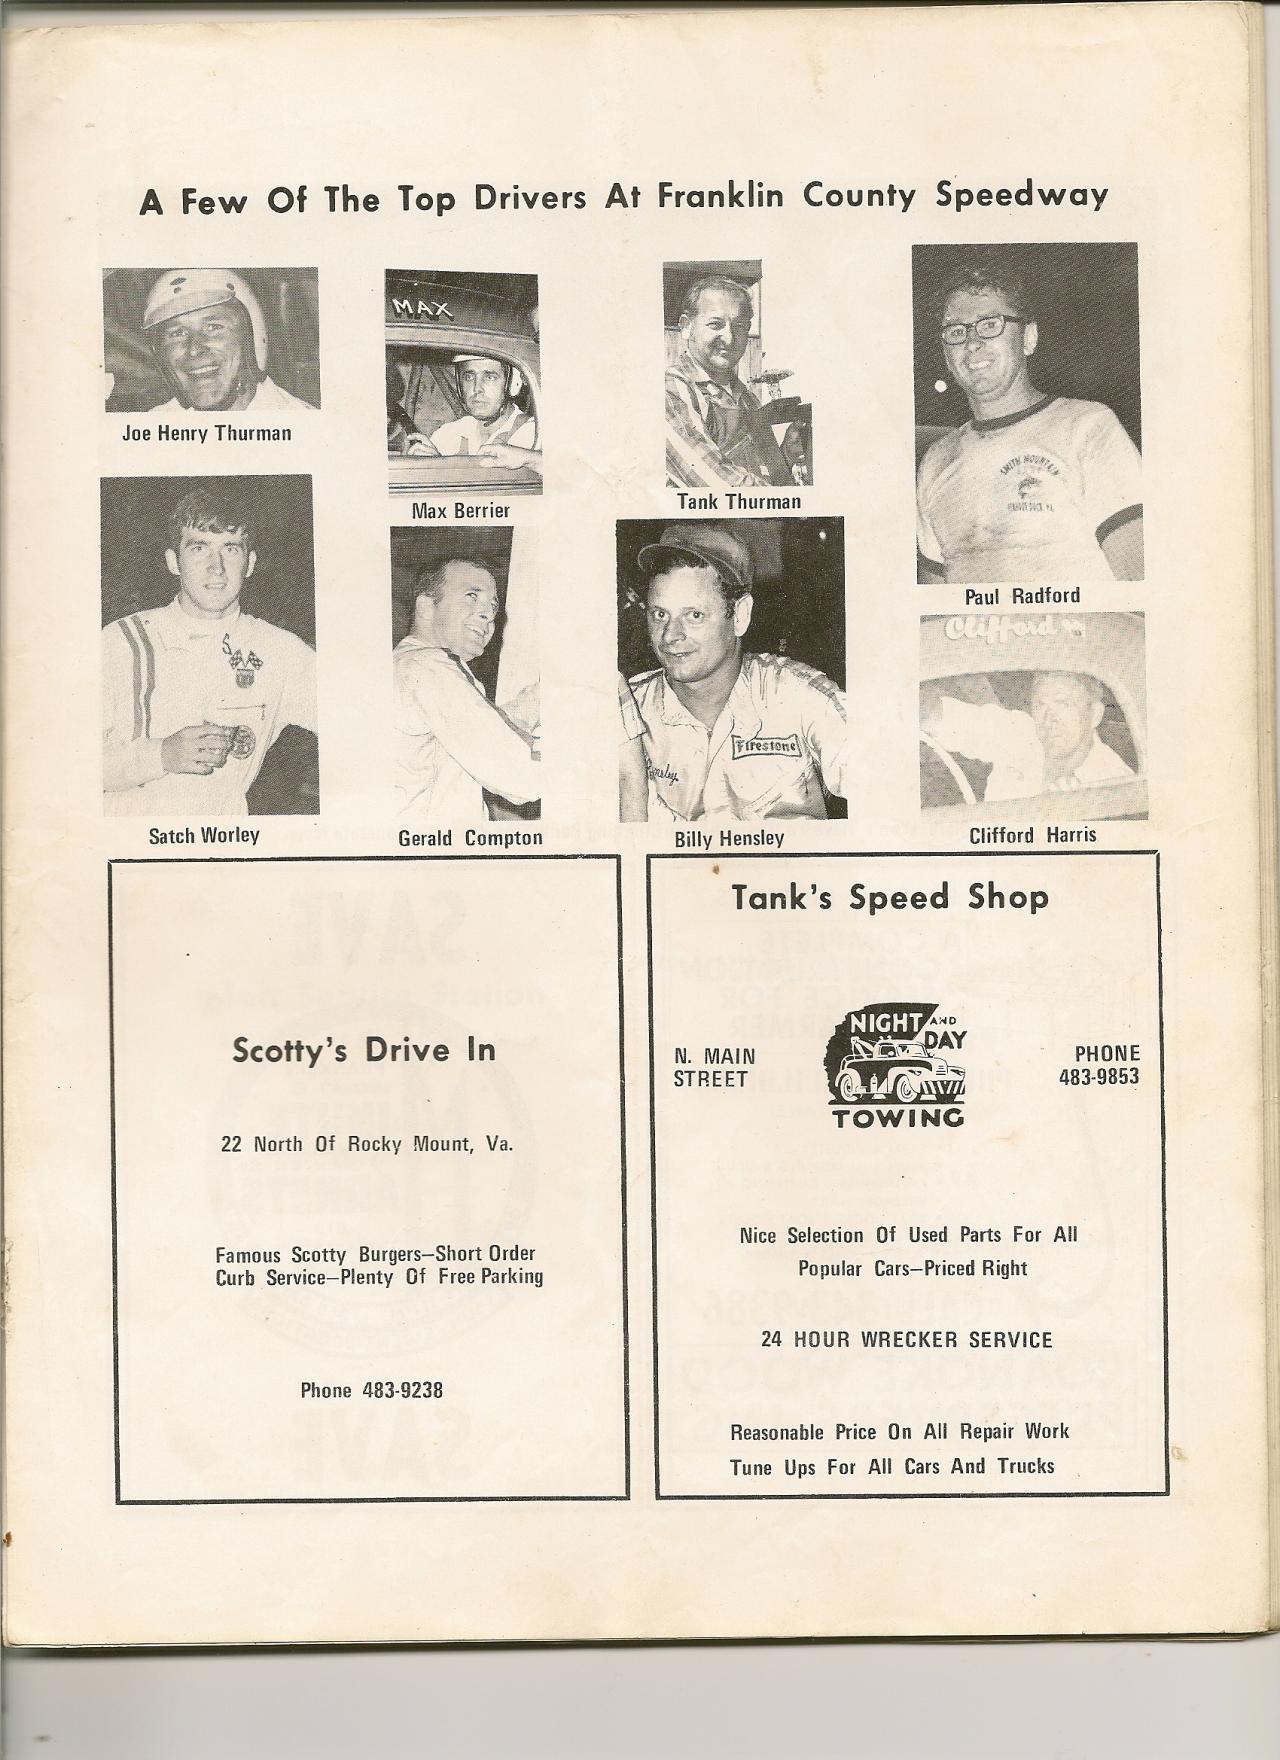 A Few Of The Top Drivers At Franklin County Speedway
MAX
Joe Henry Thurman
Max Berrier
Tank Thurman
SMITH MOUNTAIN
Paul Radford
Firestone
Clifford
Satch Worley
Gerald Compton
Billy Hensley
Clifford Harris
Scotty's Drive In
22 North Of Rocky Mount, Va.
Famous Scotty Burgers—Short Order
Curb Service—Plenty Of Free Parking
Phone 483-9238
Tank's Speed Shop
N. MAIN
STREET
NIGHT AND
DAY
TOWING
PHONE
483-9853
Nice Selection Of Used Parts For All
Popular Cars—Priced Right
24 HOUR WRECKER SERVICE
Reasonable Price On All Repair Work
Tune Ups For All Cars And Trucks